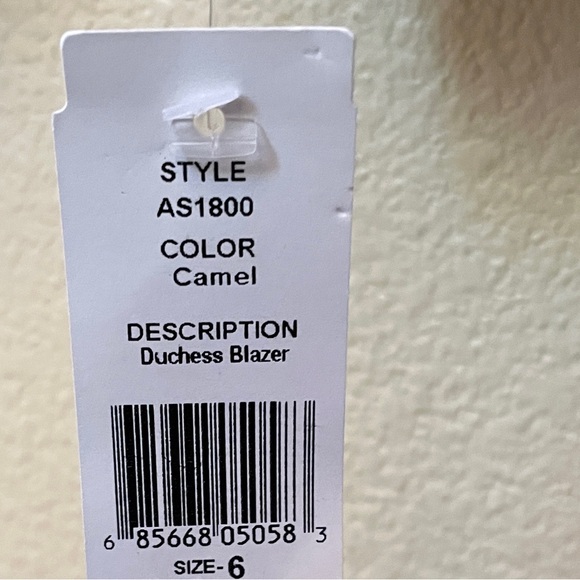 STYLE
AS1800
COLOR
Camel
DESCRIPTION
Duchess Blazer
6 85668 05058 3
SIZE-6